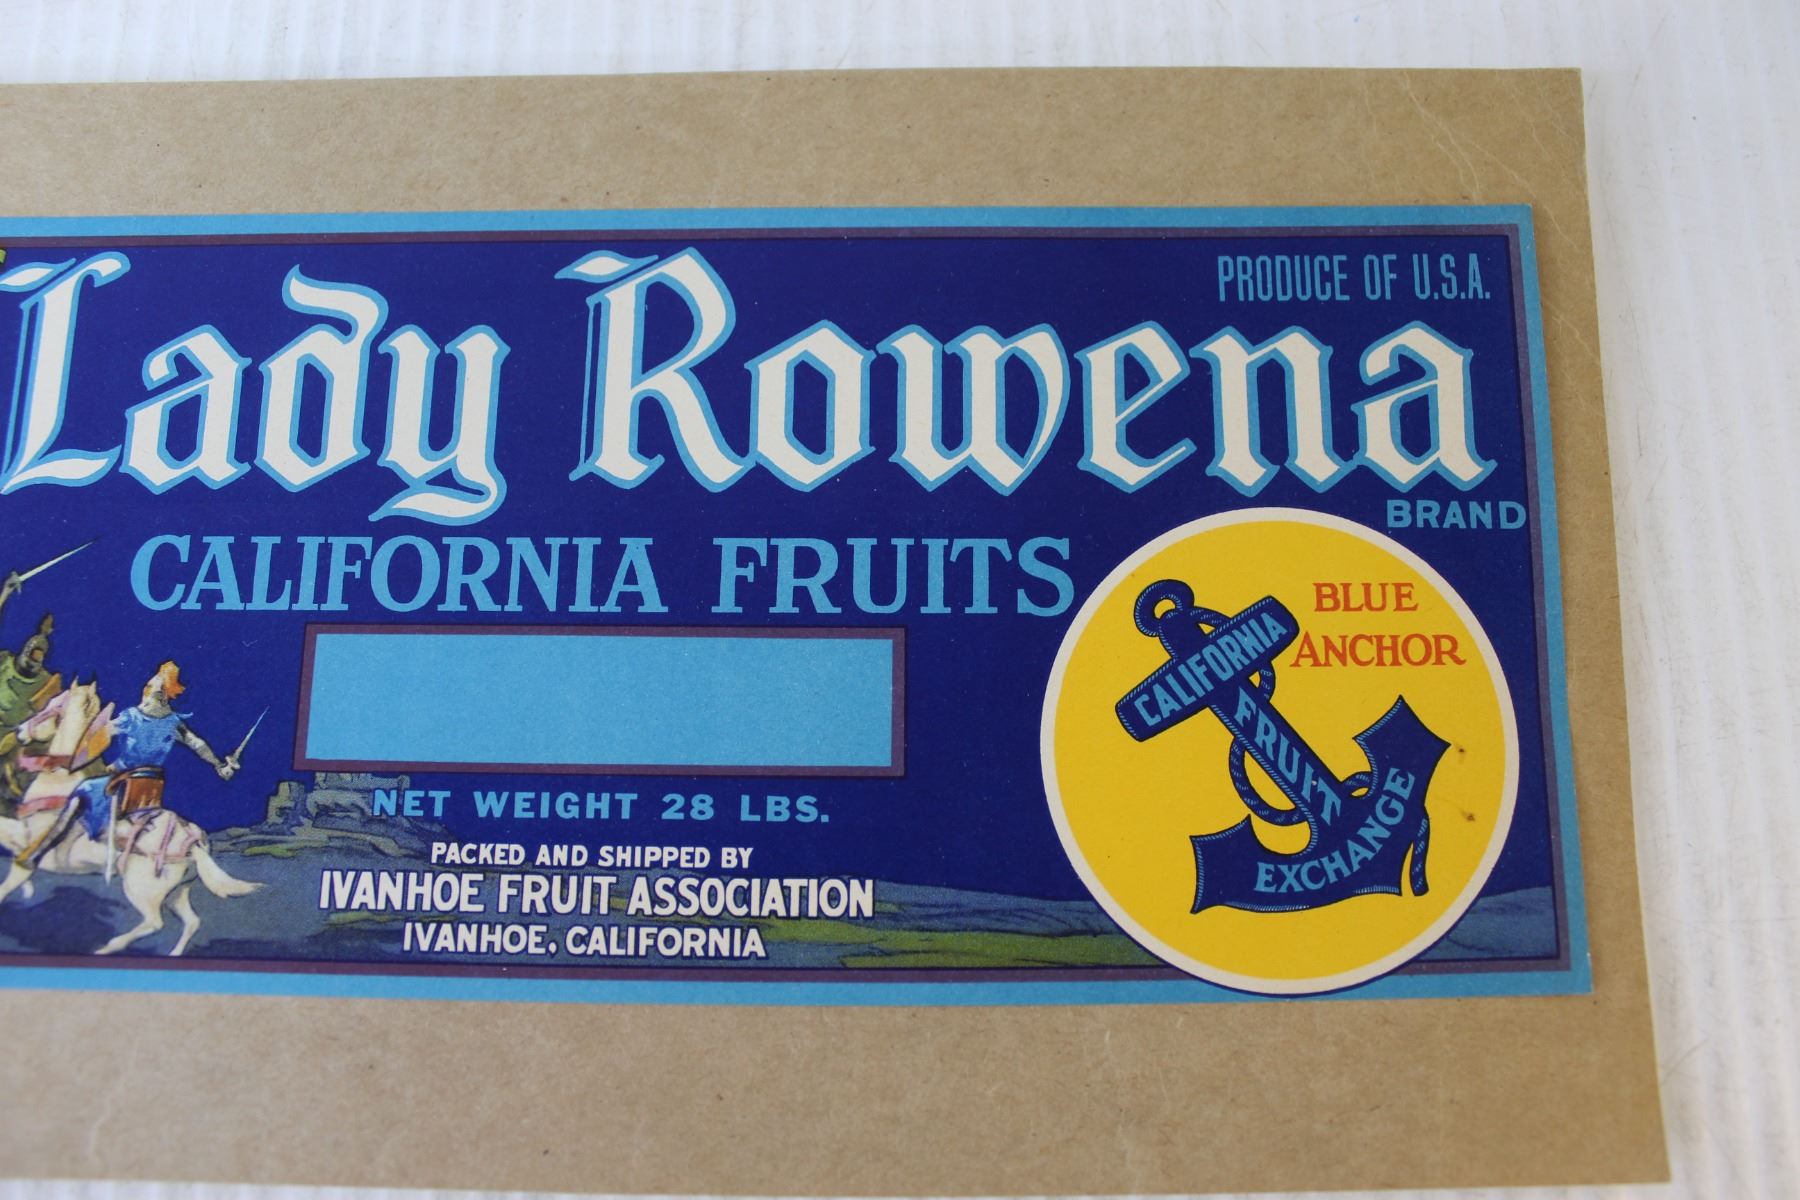 PRODUCE OF U.S.A.
Lady Rowena
BRAND
CALIFORNIA FRUITS
BLUE
ANCHOR
CALIFORNIA
FRUIT
EXCHANGE
NET WEIGHT 28 LBS.
PACKED AND SHIPPED BY
IVANHOE FRUIT ASSOCIATION
IVANHOE, CALIFORNIA